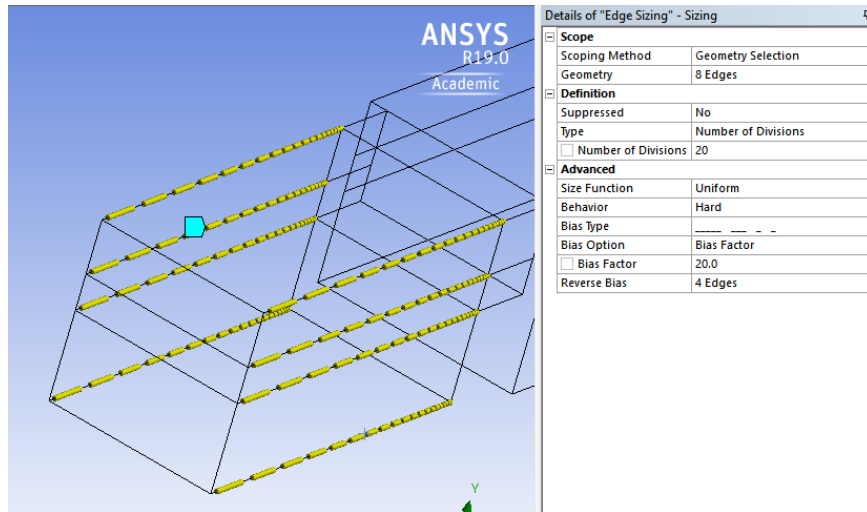 ANSYS
R19.0
Academic
Y
Details of "Edge Sizing" - Sizing
Scope
Scoping Method Geometry Selection
Geometry 8 Edges
Definition
Suppressed No
Type Number of Divisions
Number of Divisions 20
Advanced
Size Function Uniform
Behavior Hard
Bias Type _____ ___ _ _
Bias Option Bias Factor
Bias Factor 20.0
Reverse Bias 4 Edges